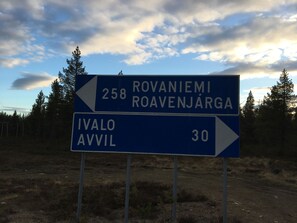 258 ROVANIEMI
ROAVENJÁRGA
IVALO 30
AVVIL